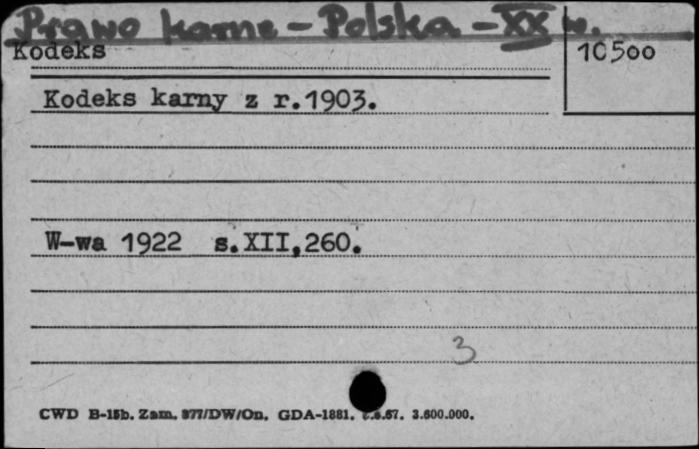 Prawo karne - Polska - XX w.
Kodeks
10500
Kodeks karny z r.1903.
W-wa 1922 s.XII,260.
3
CWD B-15b. Zam. 977/DW/On. GDA-1881. .67. 3.600.000.